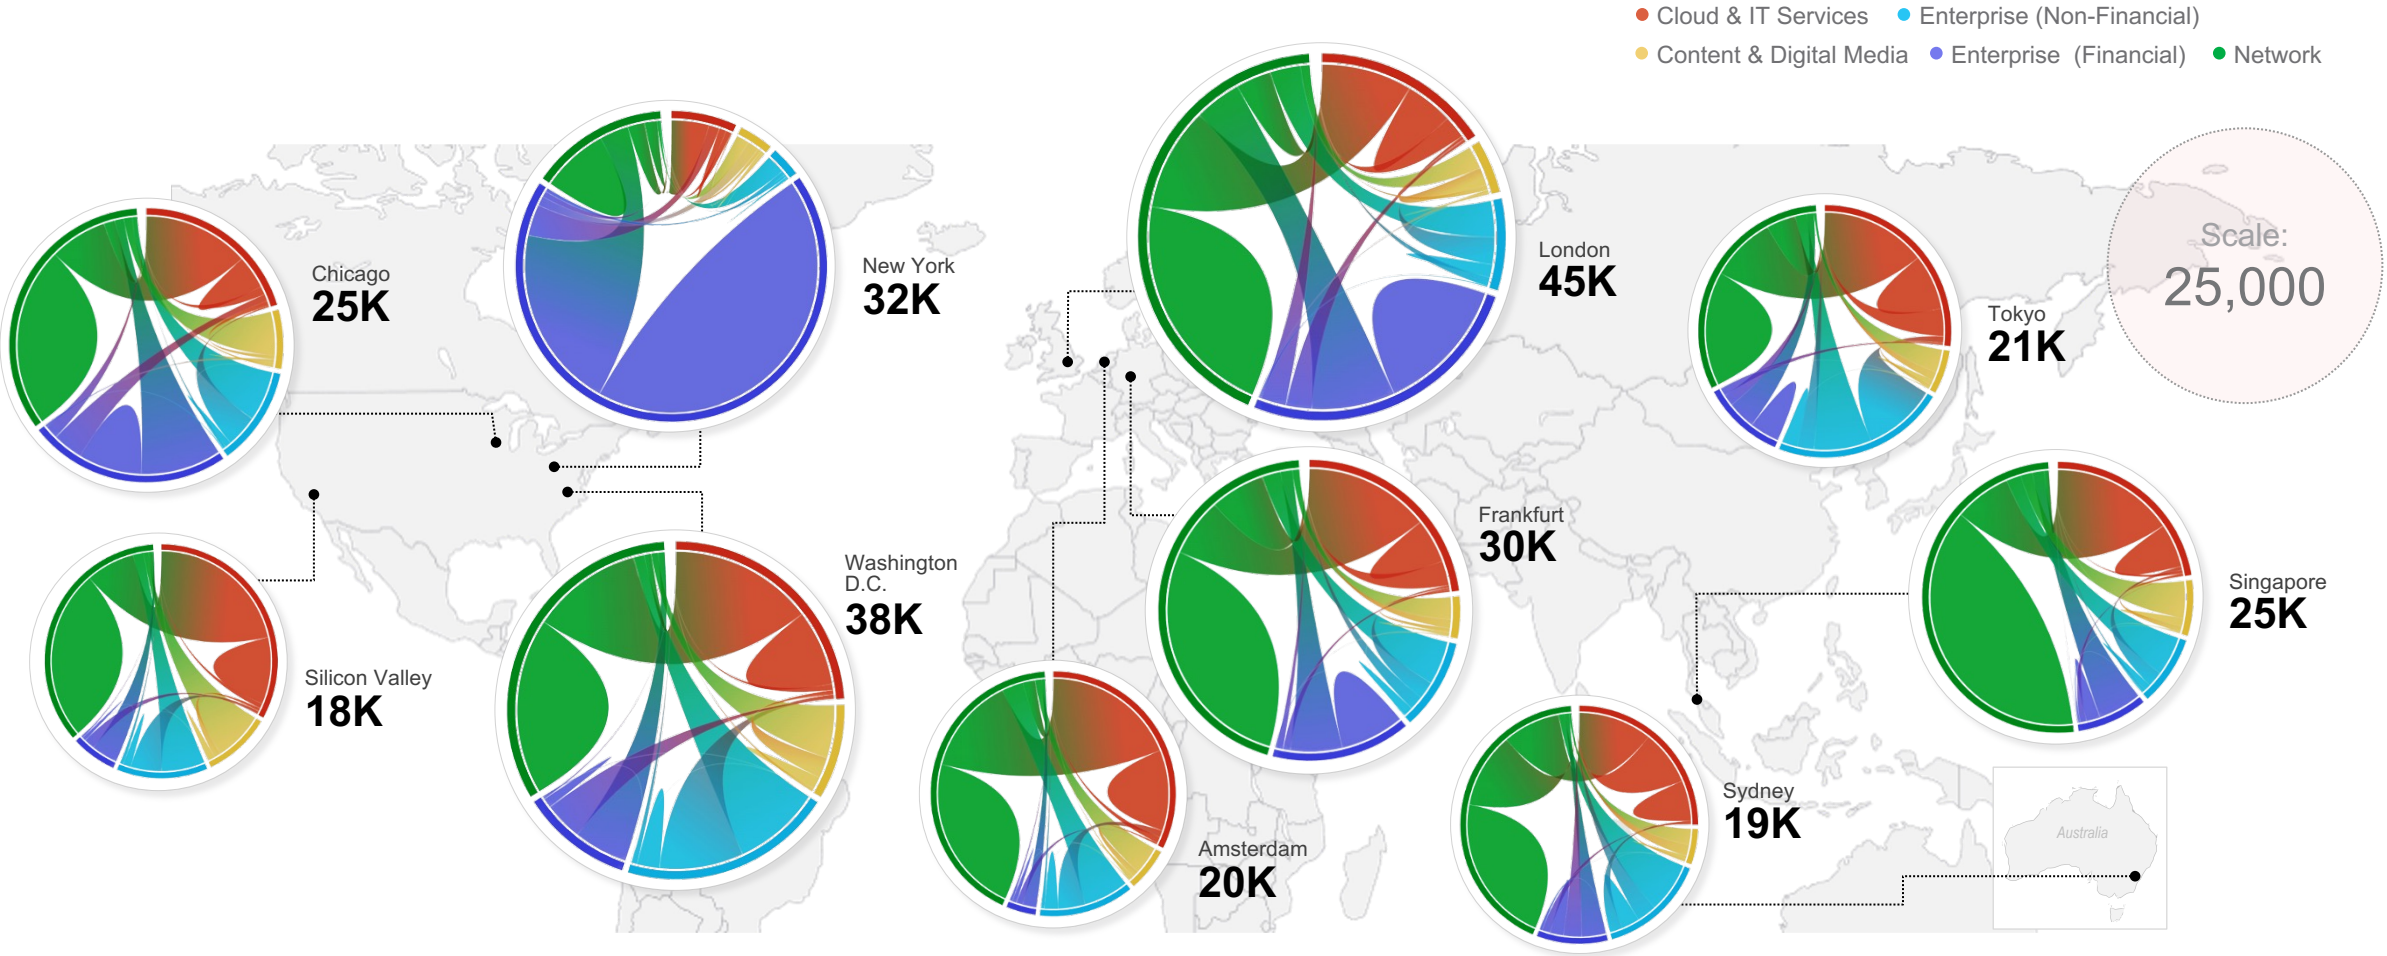 Cloud & IT Services
Enterprise (Non-Financial)
Content & Digital Media
Enterprise (Financial)
Network
Chicago
25K
New York
32K
London
45K
Tokyo
21K
Scale:
25,000
Silicon Valley
18K
Washington
D.C.
38K
Frankfurt
30K
Singapore
25K
Amsterdam
20K
Sydney
19K
Australia